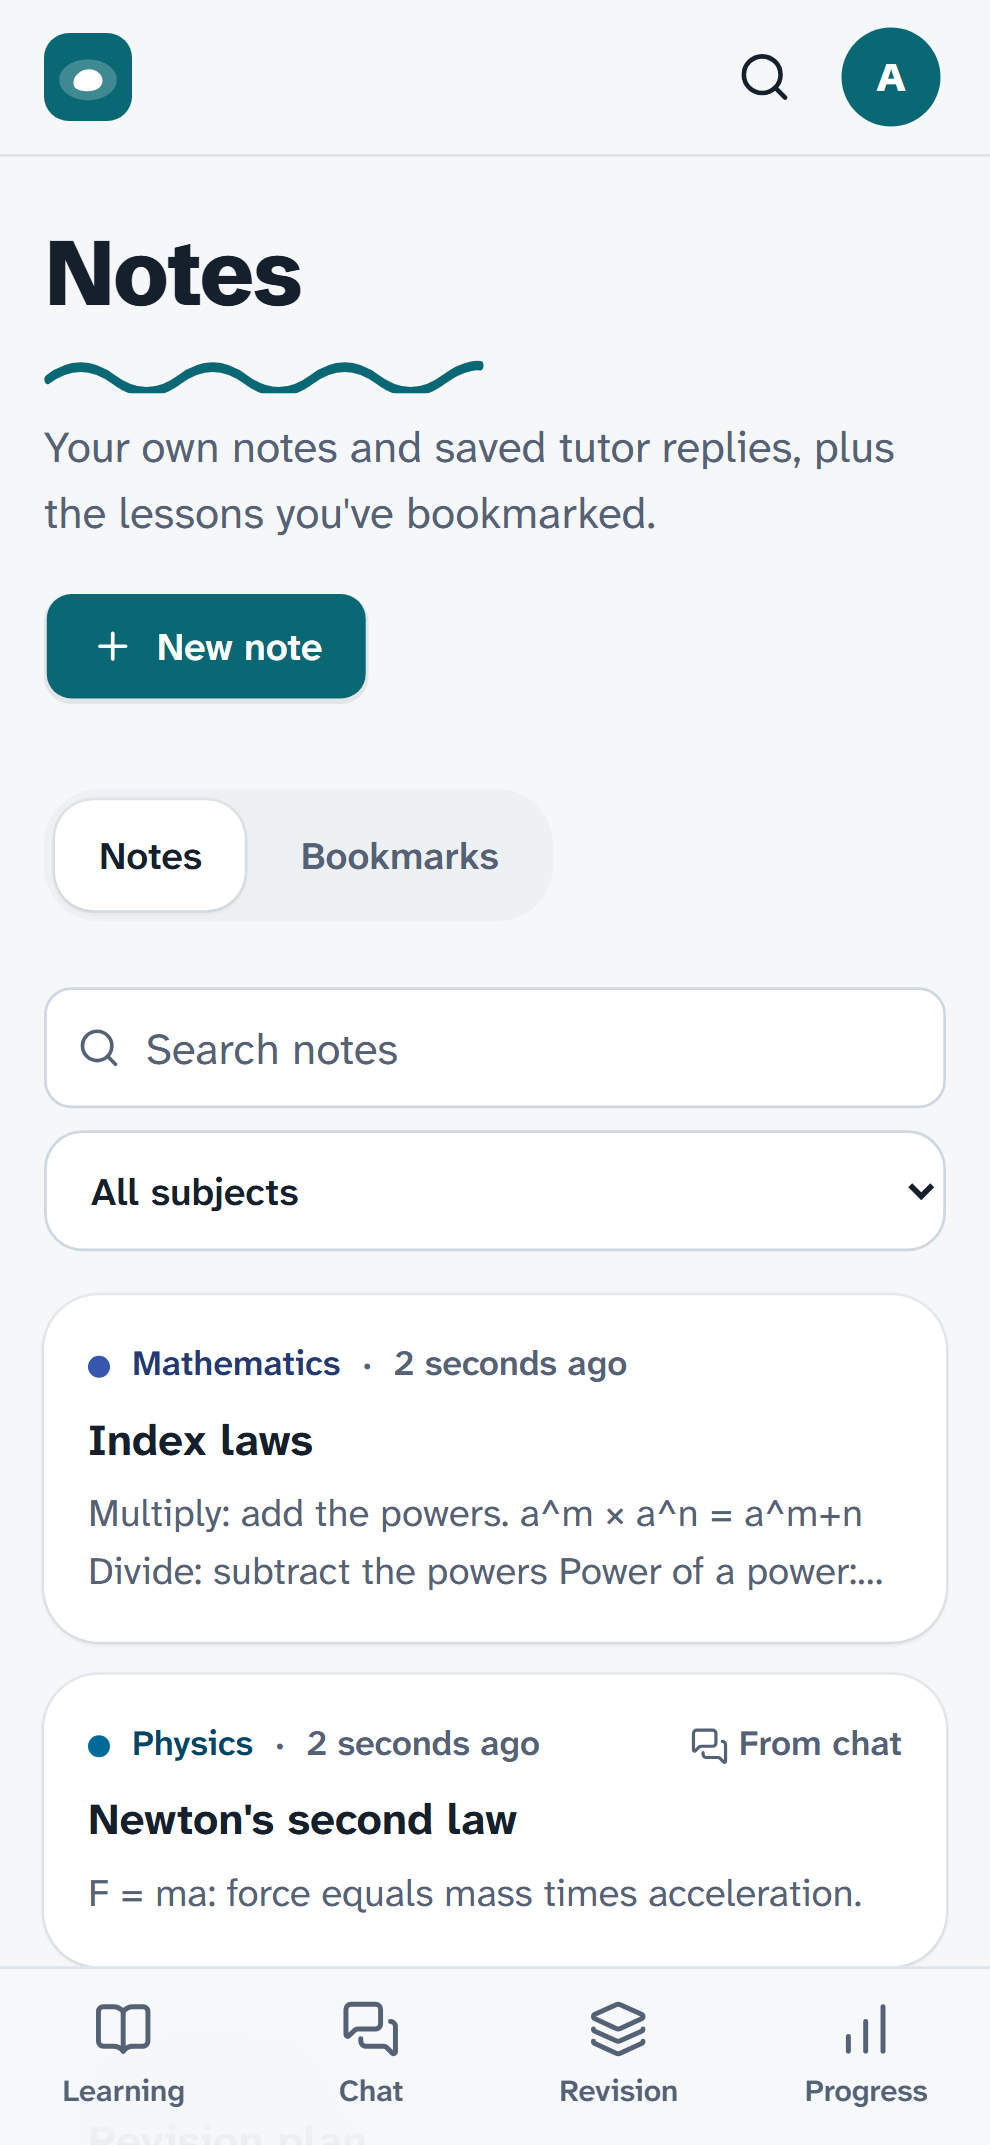 A
Notes
Your own notes and saved tutor replies, plus
the lessons you've bookmarked.
New note
Notes
Bookmarks
Search notes
All subjects
Mathematics · 2 seconds ago
Index laws
Multiply: add the powers. a^m × a^n = a^m+n
Divide: subtract the powers Power of a power:...
Physics · 2 seconds ago
From chat
Newton's second law
F = ma: force equals mass times acceleration.
Learning
Chat
Revision
Progress
Revision plan